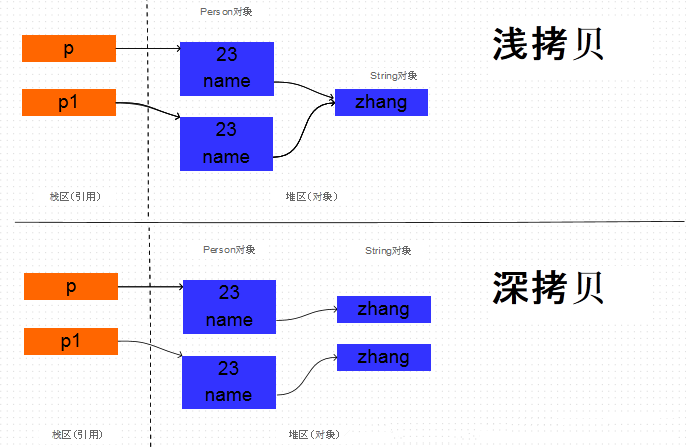 Person对象
浅拷贝
p
23
name
String对象
p1
zhang
23
name
栈区(引用)
堆区(对象)
Person对象
String对象
深拷贝
p
23
name
zhang
p1
zhang
23
name
栈区(引用)
堆区(对象)